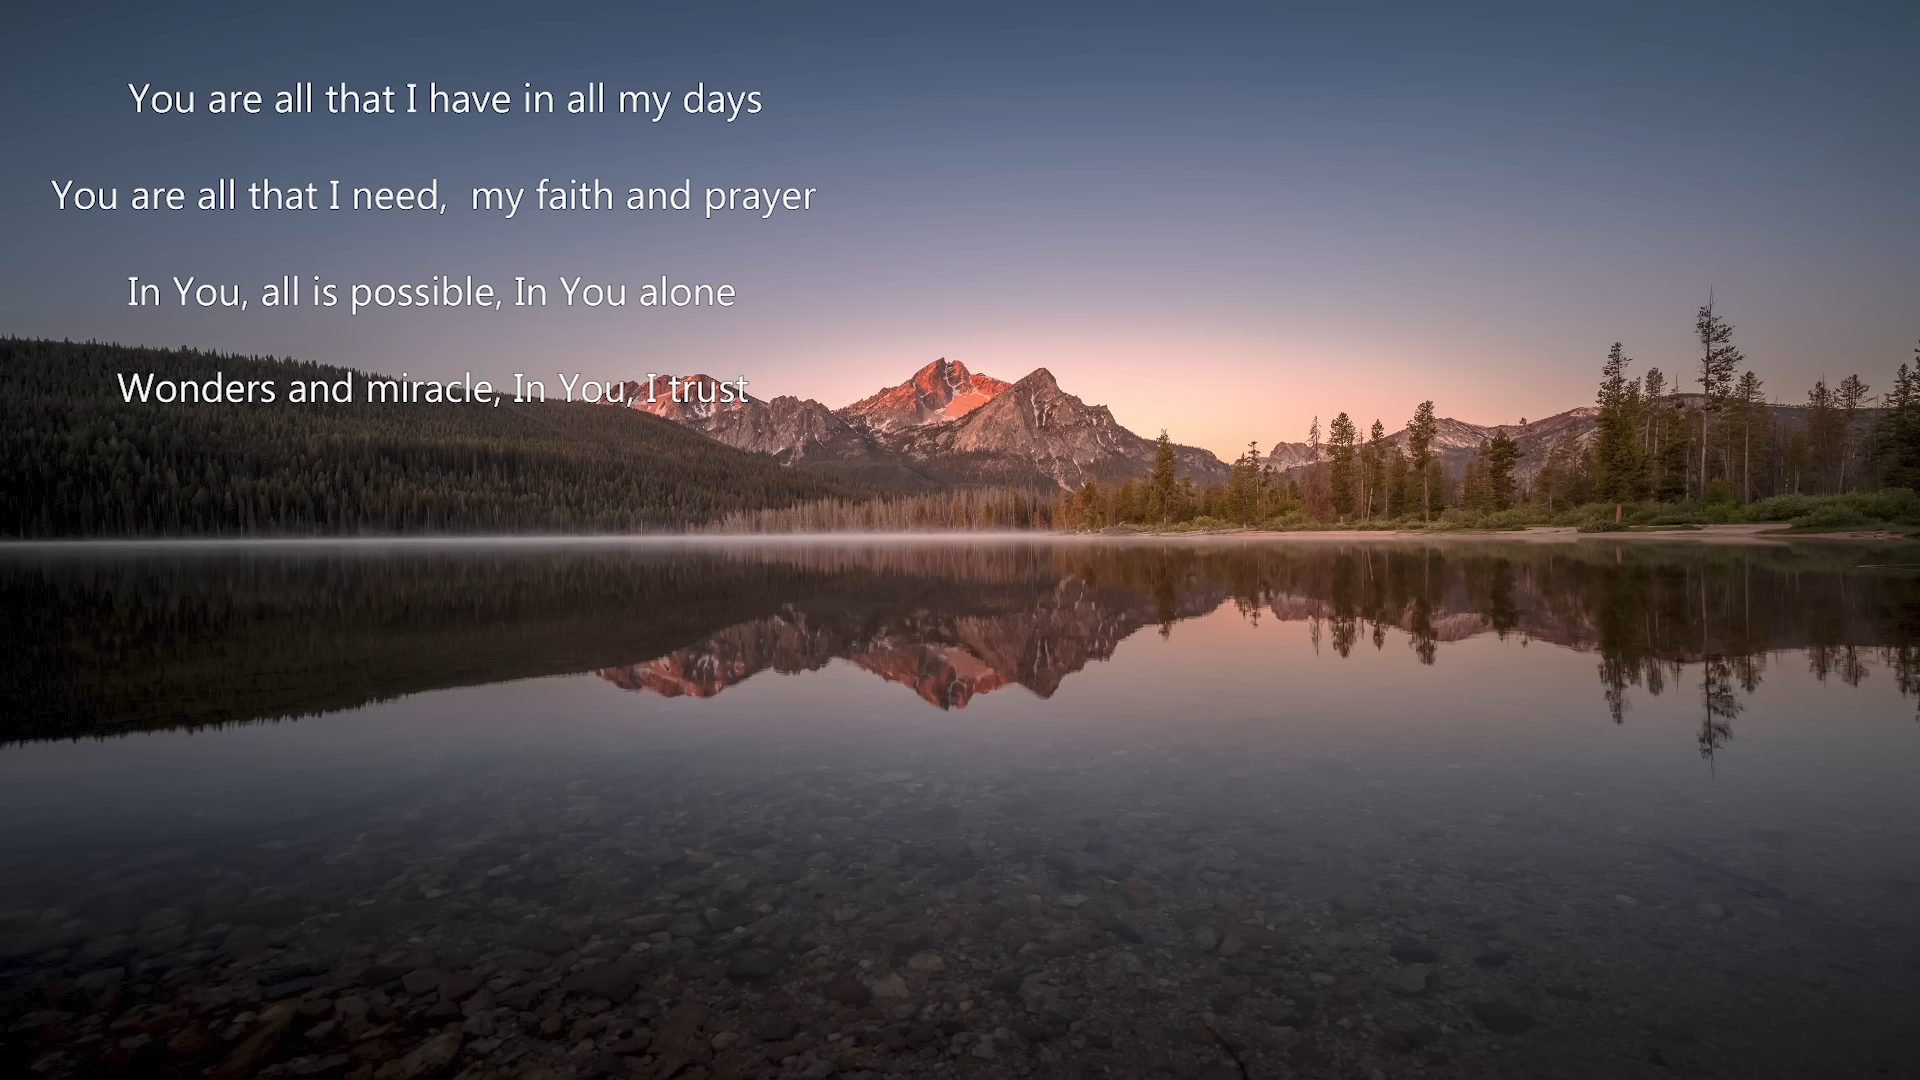 You are all that I have in all my days
You are all that I need,  my faith and prayer
In You, all is possible, In You alone
Wonders and miracle, In You, I trust